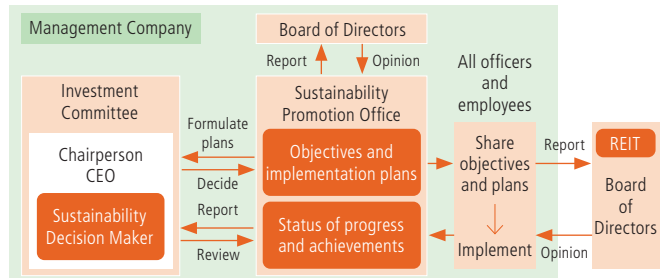 Management Company
Board of Directors
Report
Opinion
Investment
Committee
Chairperson
CEO
Sustainability
Decision Maker
Formulate
plans
Decide
Report
Review
Sustainability
Promotion Office
Objectives and
implementation plans
Status of progress
and achievements
All officers
and
employees
Share
objectives
and plans
Implement
Report
Opinion
REIT
Board
of
Directors